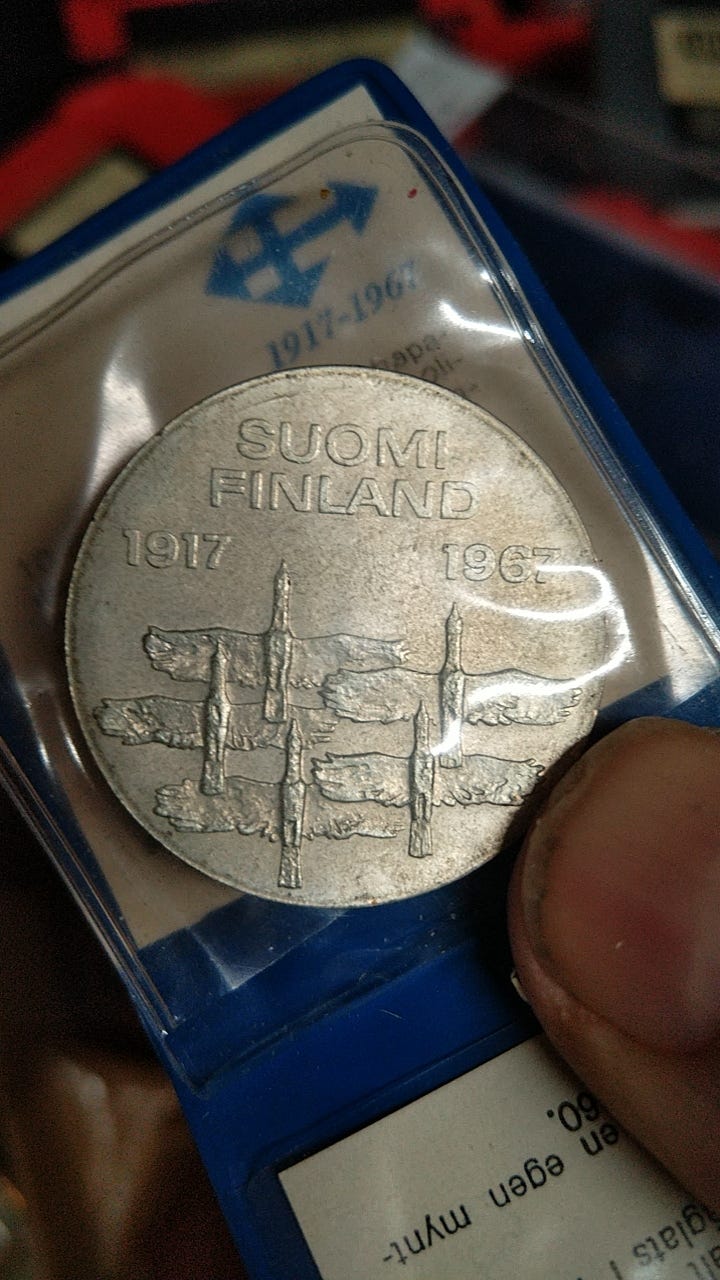 1917-1967
SUOMI
FINLAND
1917 1967
60.
en egen mynt-